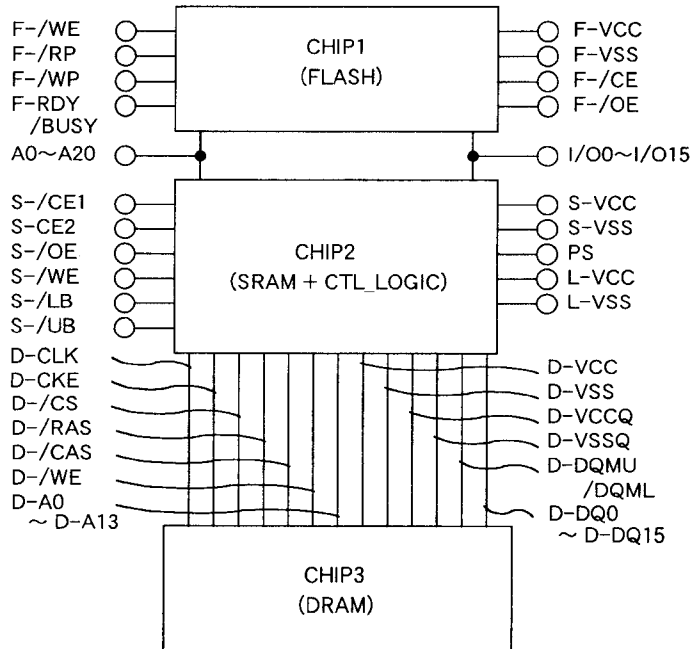 F-/WE
F-/RP
F-/WP
F-RDY
/BUSY
A0～A20
CHIP1
(FLASH)
F-VCC
F-VSS
F-/CE
F-/OE
I/O0～I/O15
S-/CE1
S-CE2
S-/OE
S-/WE
S-/LB
S-/UB
CHIP2
(SRAM + CTL_LOGIC)
S-VCC
S-VSS
PS
L-VCC
L-VSS
D-CLK
D-CKE
D-/CS
D-/RAS
D-/CAS
D-/WE
D-A0
～ D-A13
D-VCC
D-VSS
D-VCCQ
D-VSSQ
D-DQMU
/DQML
D-DQ0
～ D-DQ15
CHIP3
(DRAM)